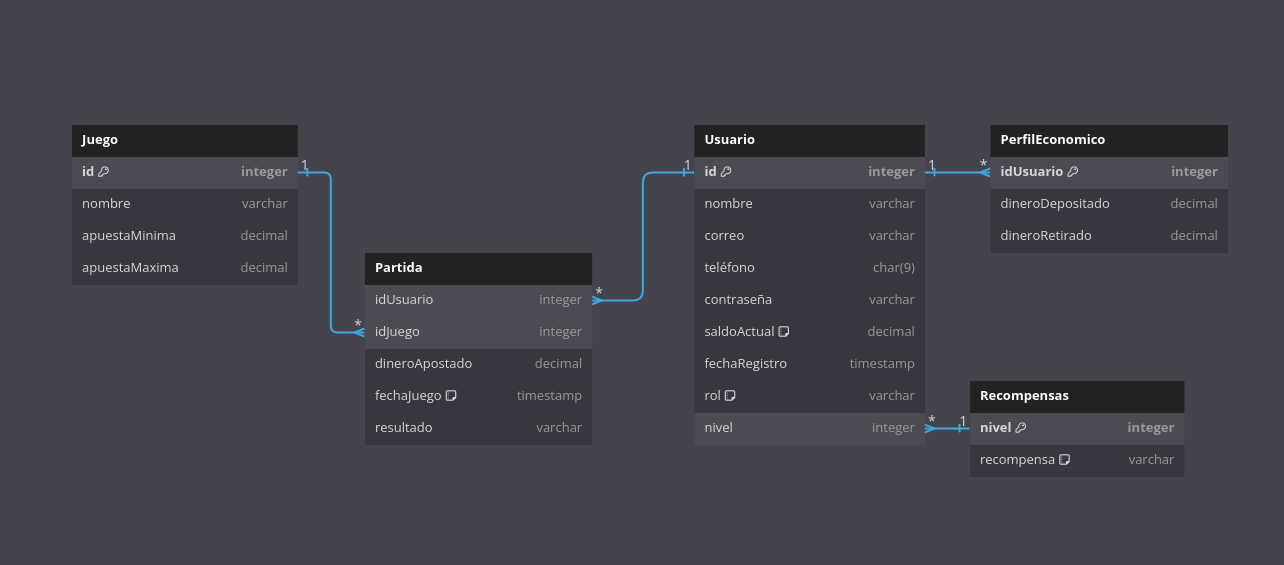 Juego
id integer
nombre varchar
apuestaMinima decimal
apuestaMaxima decimal
1
*
Partida
idUsuario integer
idJuego integer
dineroApostado decimal
fechaJuego timestamp
resultado varchar
*
1
Usuario
id integer
nombre varchar
correo varchar
teléfono char(9)
contraseña varchar
saldoActual decimal
fechaRegistro timestamp
rol varchar
nivel integer
1
*
PerfilEconomico
idUsuario integer
dineroDepositado decimal
dineroRetirado decimal
*
1
Recompensas
nivel integer
recompensa varchar